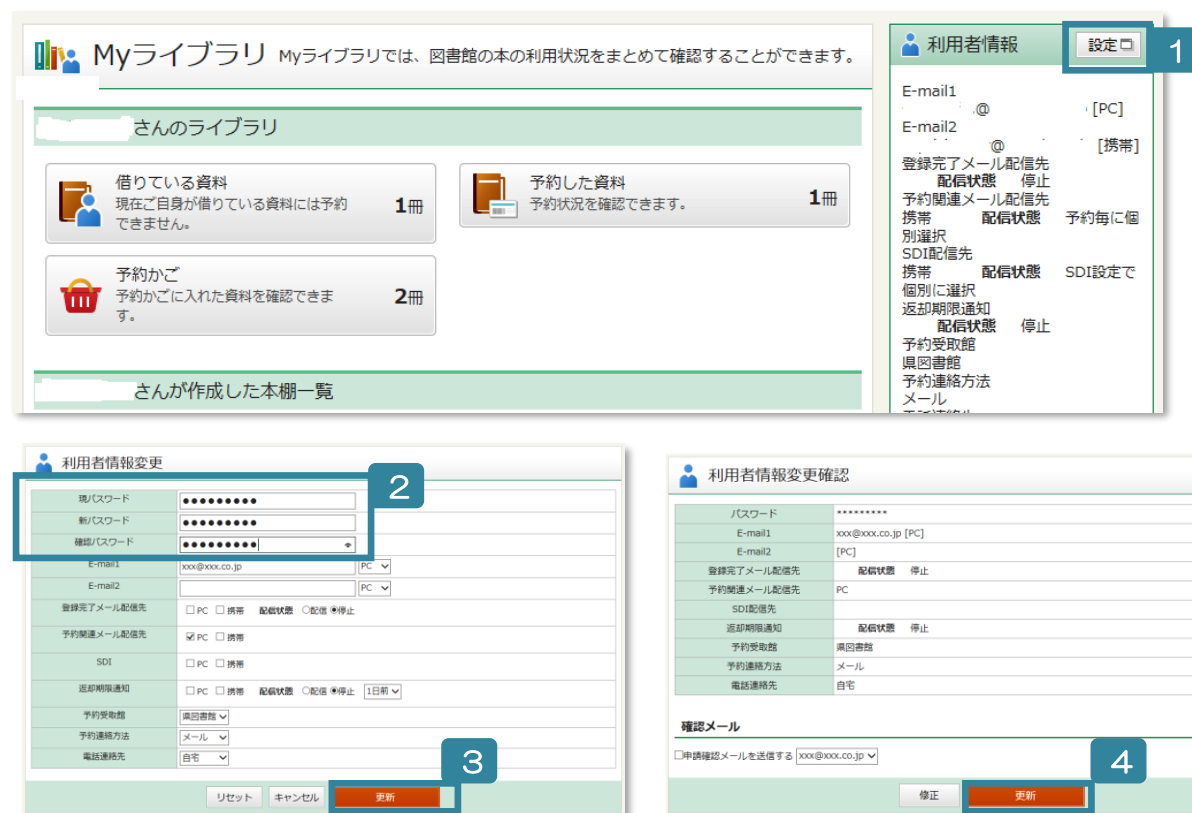 Myライブラリ Myライブラリでは、図書館の本の利用状況をまとめて確認することができます。
さんのライブラリ
借りている資料
現在ご自身が借りている資料には予約
できません。
1冊
予約した資料
予約状況を確認できます。
1冊
予約かご
予約かごに入れた資料を確認できま
す。
2冊
さんが作成した本棚一覧
利用者情報 設定
1
E-mail1
@ [PC]
E-mail2
@ [携帯]
登録完了メール配信先
配信状態 停止
予約関連メール配信先
携帯 配信状態 予約毎に個
別選択
SDI配信先
携帯 配信状態 SDI設定で
個別に選択
返却期限通知
配信状態 停止
予約受取館
県図書館
予約連絡方法
メール
利用者情報変更
2
現パスワード ●●●●●●●●●
新パスワード ●●●●●●●●●
確認パスワード ●●●●●●●●●
E-mail1 xxx@xxx.co.jp PC
E-mail2 PC
登録完了メール配信先 □PC □携帯 配信状態 ○配信 ◉停止
予約関連メール配信先 ☑PC □携帯
SDI □PC □携帯
返却期限通知 □PC □携帯 配信状態 ○配信 ◉停止 1日前
予約受取館 県図書館
予約連絡方法 メール
電話連絡先 自宅
3
リセット キャンセル 更新
利用者情報変更確認
パスワード *********
E-mail1 xxx@xxx.co.jp [PC]
E-mail2 [PC]
登録完了メール配信先 配信状態 停止
予約関連メール配信先 PC
SDI配信先
返却期限通知 配信状態 停止
予約受取館 県図書館
予約連絡方法 メール
電話連絡先 自宅
確認メール
□申請確認メールを送信する xxx@xxx.co.jp
4
修正 更新